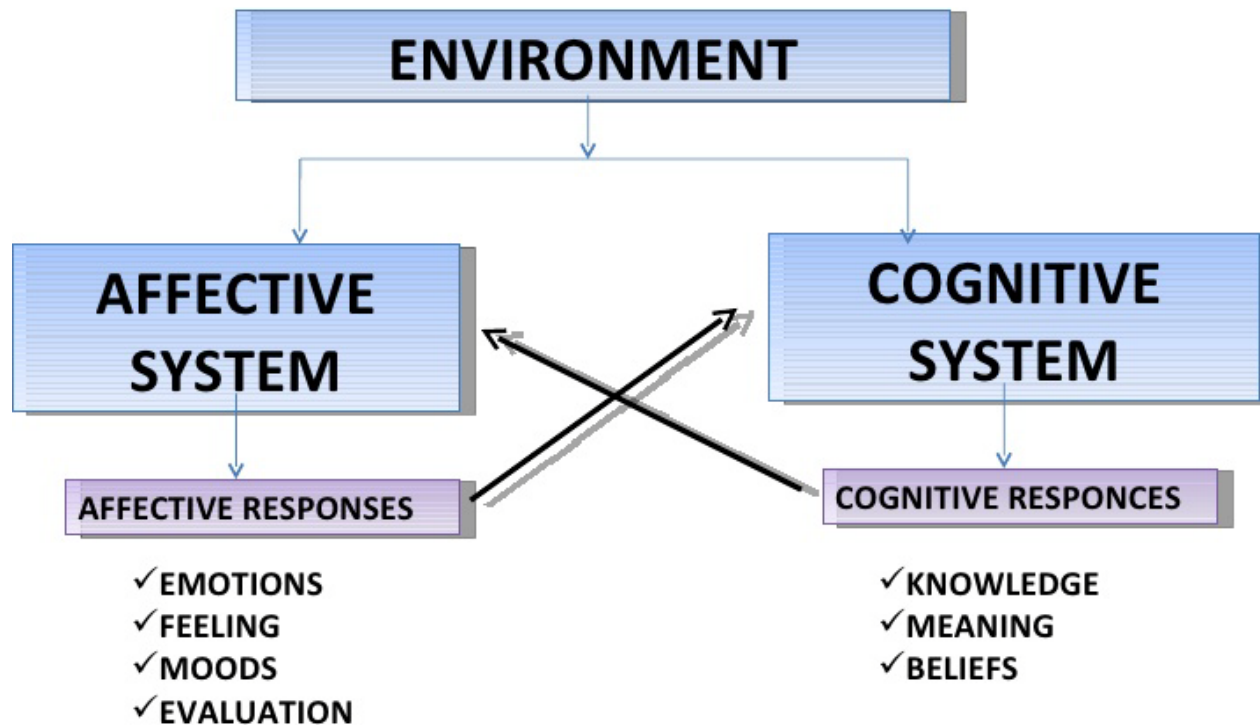 ENVIRONMENT
AFFECTIVE
SYSTEM
COGNITIVE
SYSTEM
AFFECTIVE RESPONSES
COGNITIVE RESPONCES
✓EMOTIONS
✓FEELING
✓MOODS
✓EVALUATION
✓KNOWLEDGE
✓MEANING
✓BELIEFS